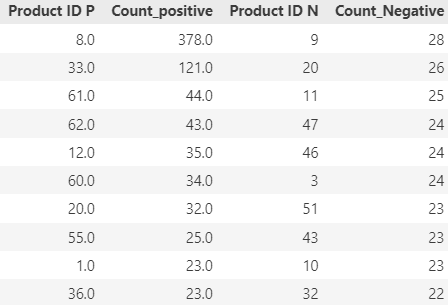 Product ID P Count_positive Product ID N Count_Negative
8.0 378.0 9 28
33.0 121.0 20 26
61.0 44.0 11 25
62.0 43.0 47 24
12.0 35.0 46 24
60.0 34.0 3 24
20.0 32.0 51 23
55.0 25.0 43 23
1.0 23.0 10 23
36.0 23.0 32 22